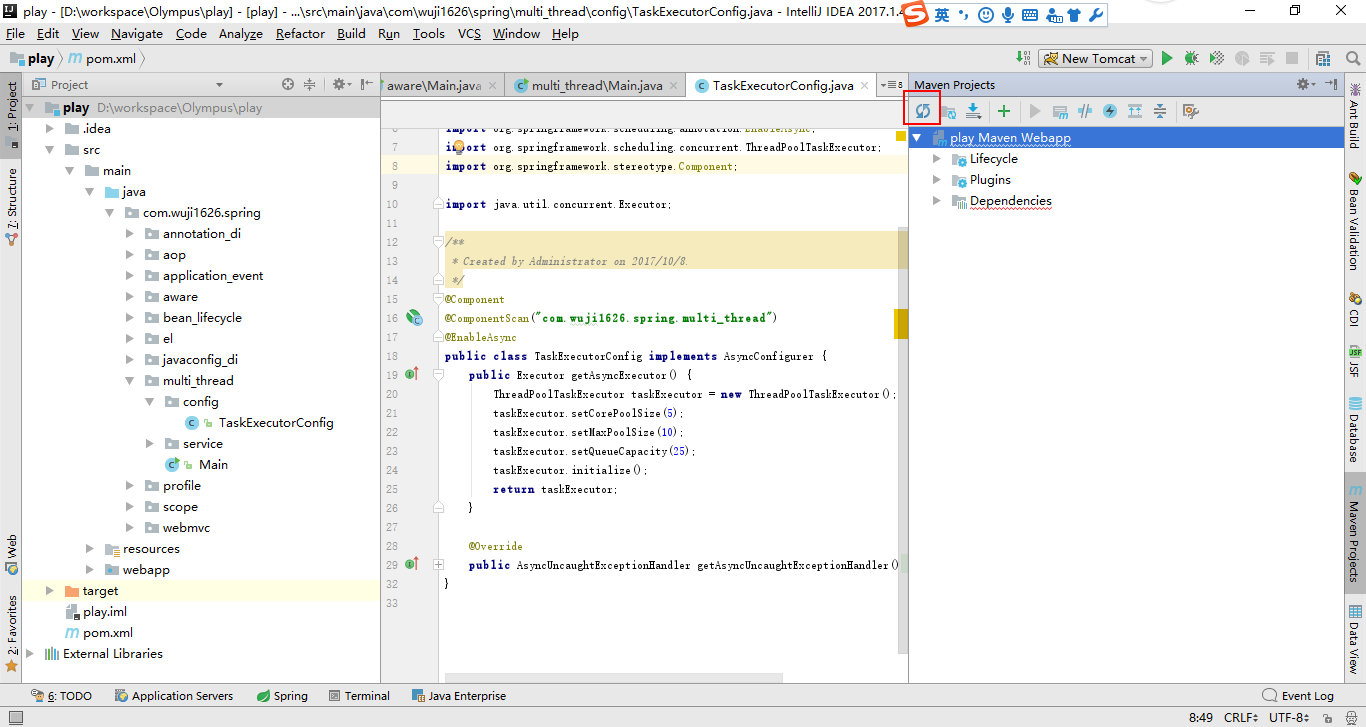 play - [D:\workspace\Olympus\play] - [play] - ...\src\main\java\com\wuji1626\spring\multi_thread\config\TaskExecutorConfig.java - IntelliJ IDEA 2017.1.4
英
File Edit View Navigate Code Analyze Refactor Build Run Tools VCS Window Help
play pom.xml
New Tomcat
1: Project
7: Structure
Web
2: Favorites
Project
play D:\workspace\Olympus\play
.idea
src
main
java
com.wuji1626.spring
annotation_di
aop
application_event
aware
bean_lifecycle
el
javaconfig_di
multi_thread
config
TaskExecutorConfig
service
Main
profile
scope
webmvc
resources
webapp
target
play.iml
pom.xml
External Libraries
aware\Main.java multi_thread\Main.java TaskExecutorConfig.java
6 import org.springframework.scheduling.annotation.EnableAsync;
7 import org.springframework.scheduling.concurrent.ThreadPoolTaskExecutor;
8 import org.springframework.stereotype.Component;
9
10 import java.util.concurrent.Executor;
11
12 /**
13 * Created by Administrator on 2017/10/8.
14 */
15 @Component
16 @ComponentScan("com.wuji1626.spring.multi_thread")
17 @EnableAsync
18 public class TaskExecutorConfig implements AsyncConfigurer {
19 public Executor getAsyncExecutor() {
20 ThreadPoolTaskExecutor taskExecutor = new ThreadPoolTaskExecutor();
21 taskExecutor.setCorePoolSize(5);
22 taskExecutor.setMaxPoolSize(10);
23 taskExecutor.setQueueCapacity(25);
24 taskExecutor.initialize();
25 return taskExecutor;
26 }
27
28 @Override
29 public AsyncUncaughtExceptionHandler getAsyncUncaughtExceptionHandler()
32 }
33
Maven Projects
play Maven Webapp
Lifecycle
Plugins
Dependencies
Ant Build
Bean Validation
CDI
JSF
Database
Maven Projects
Data View
6: TODO Application Servers Spring Terminal Java Enterprise Event Log
8:49 CRLF UTF-8